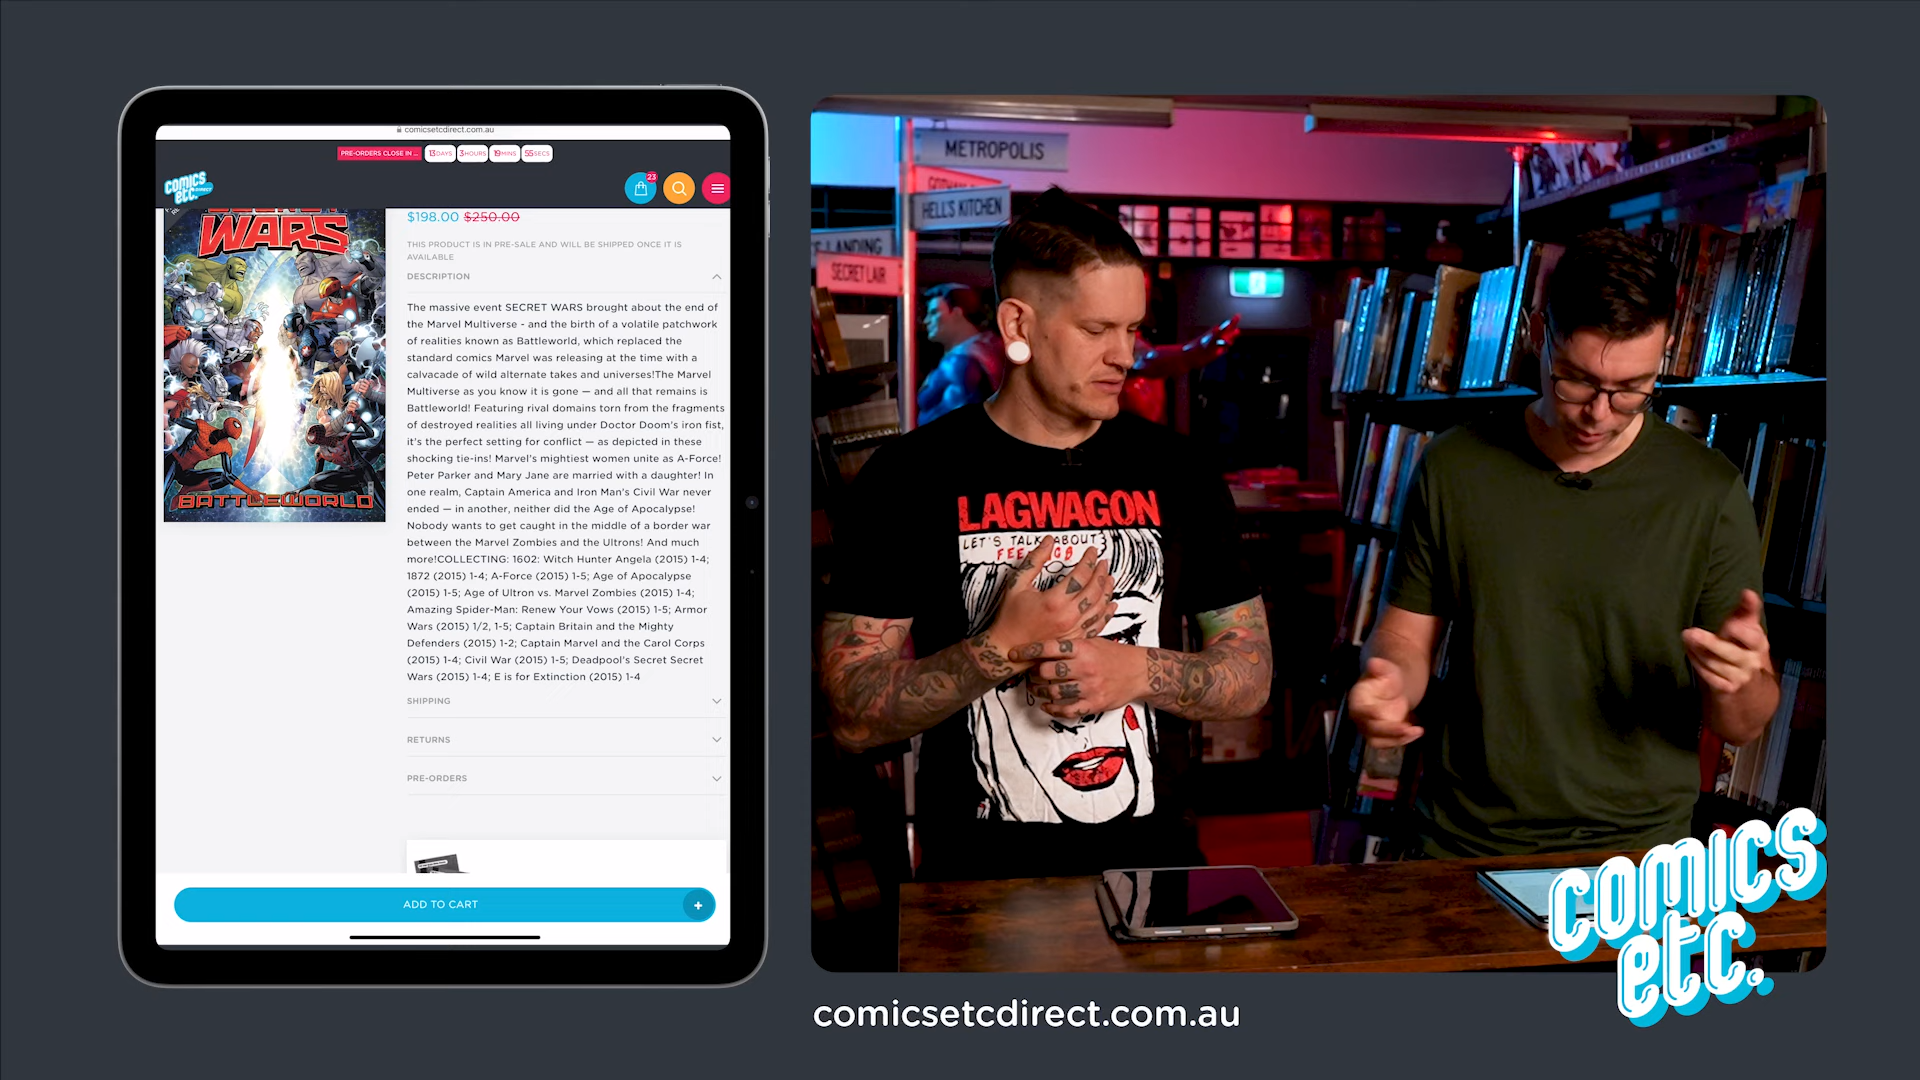 comicsetcdirect.com.au
PRE-ORDERS CLOSE IN ... 13 DAYS 3 HOURS 19 MINS 55 SECS
comics
etc. DIRECT
23
WARS
BATTLEWORLD
$198.00 $250.00
THIS PRODUCT IS IN PRE-SALE AND WILL BE SHIPPED ONCE IT IS
AVAILABLE
DESCRIPTION
The massive event SECRET WARS brought about the end of
the Marvel Multiverse - and the birth of a volatile patchwork
of realities known as Battleworld, which replaced the
standard comics Marvel was releasing at the time with a
calvacade of wild alternate takes and universes!The Marvel
Multiverse as you know it is gone — and all that remains is
Battleworld! Featuring rival domains torn from the fragments
of destroyed realities all living under Doctor Doom's iron fist,
it's the perfect setting for conflict — as depicted in these
shocking tie-ins! Marvel's mightiest women unite as A-Force!
Peter Parker and Mary Jane are married with a daughter! In
one realm, Captain America and Iron Man's Civil War never
ended — in another, neither did the Age of Apocalypse!
Nobody wants to get caught in the middle of a border war
between the Marvel Zombies and the Ultrons! And much
more!COLLECTING: 1602: Witch Hunter Angela (2015) 1-4;
1872 (2015) 1-4; A-Force (2015) 1-5; Age of Apocalypse
(2015) 1-5; Age of Ultron vs. Marvel Zombies (2015) 1-4;
Amazing Spider-Man: Renew Your Vows (2015) 1-5; Armor
Wars (2015) 1/2, 1-5; Captain Britain and the Mighty
Defenders (2015) 1-2; Captain Marvel and the Carol Corps
(2015) 1-4; Civil War (2015) 1-5; Deadpool's Secret Secret
Wars (2015) 1-4; E is for Extinction (2015) 1-4
SHIPPING
RETURNS
PRE-ORDERS
ADD TO CART
+
METROPOLIS
HELL'S KITCHEN
LANDING
SECRET LAIR
LAGWAGON
LET'S TALK ABOUT
comics
etc.
comicsetcdirect.com.au